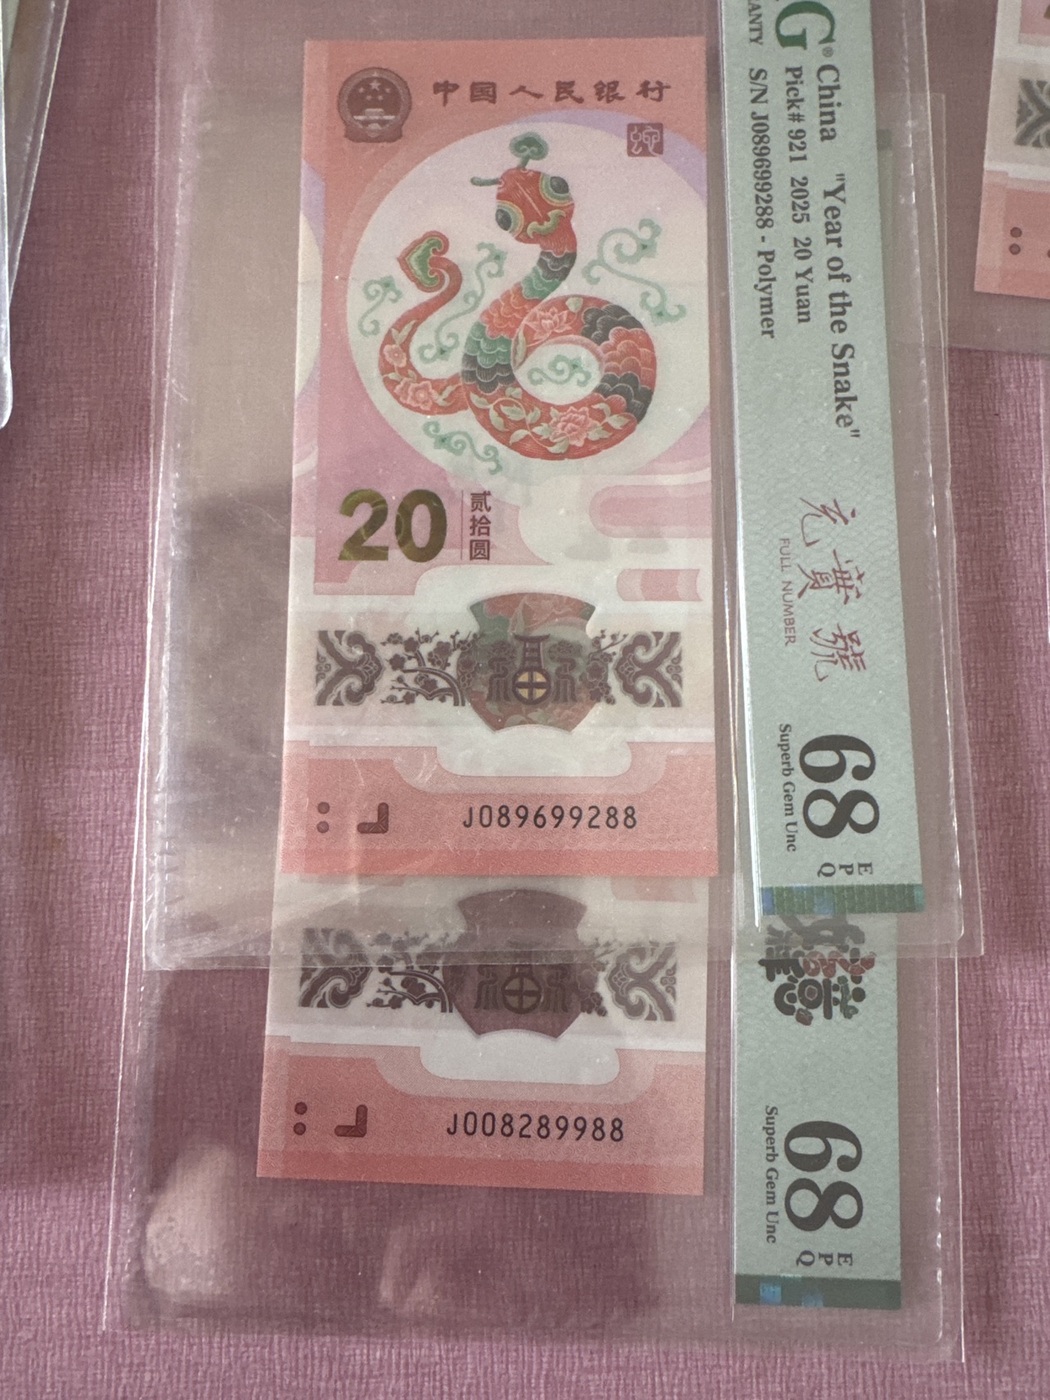 中国人民银行
20
贰拾圆
J089699288
J008289988
G®
China "Year of the Snake"
Pick# 921 2025 20 Yuan
S/N J089699288 - Polymer
FULL NUMBER
68 EPQ
Superb Gem Unc
68 EPQ
Superb Gem Unc